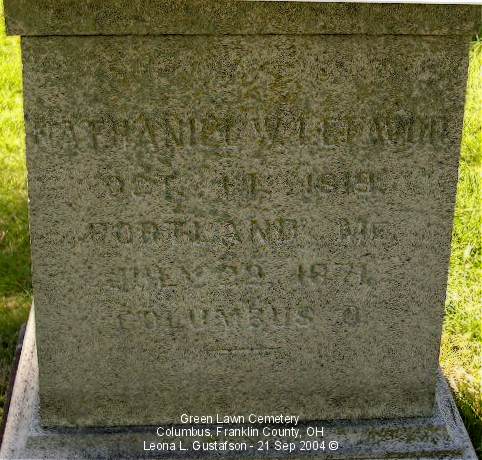 NATHANIEL W. LEFAVOR
OCT. 11, 1819
PORTLAND ME.
JULY 29 1871
COLUMBUS O
Green Lawn Cemetery
Columbus, Franklin County, OH
Leona L. Gustafson - 21 Sep 2004 ©